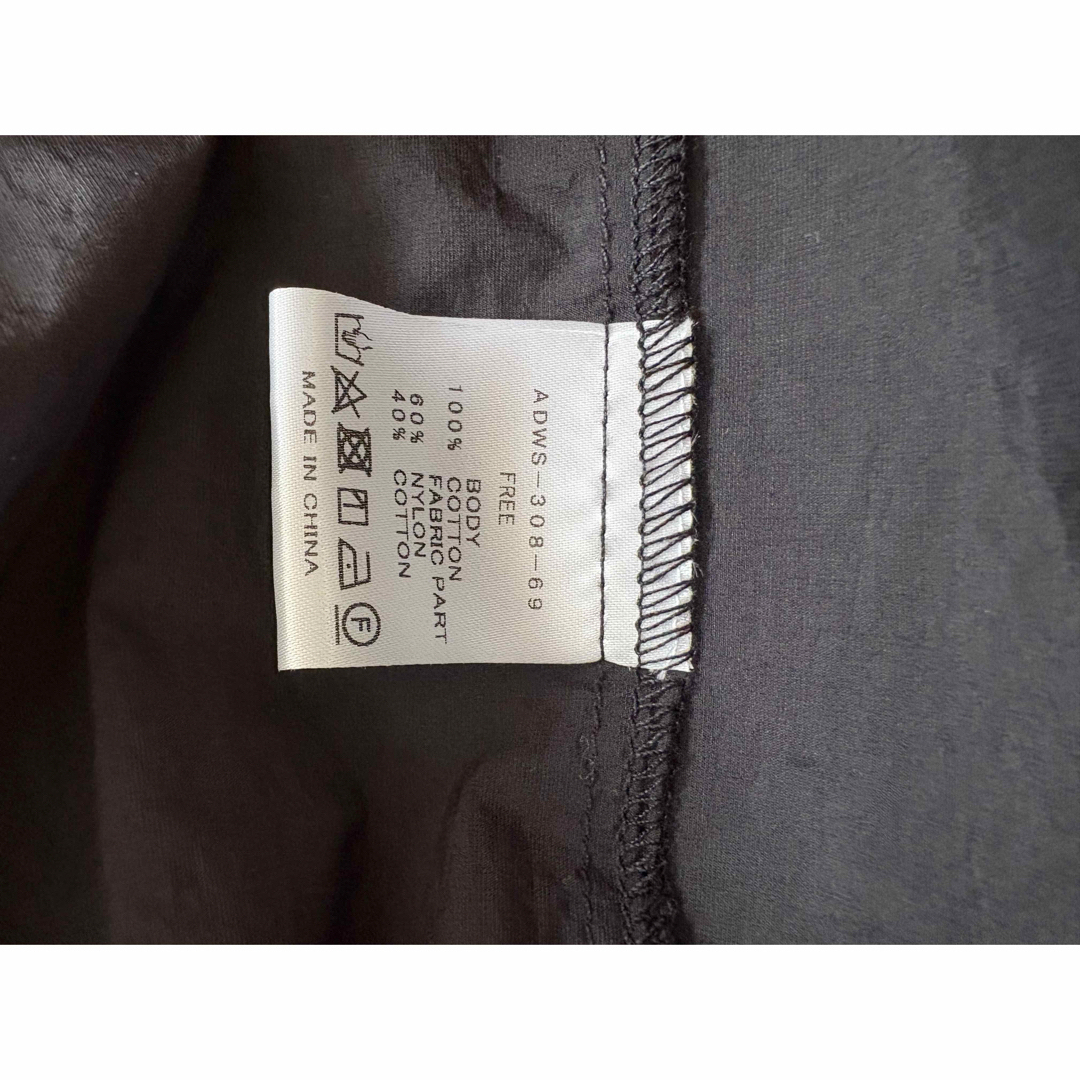 ADWS-308-69
FREE
BODY
100% COTTON
FABRIC PART
60% NYLON
40% COTTON
F
MADE IN CHINA